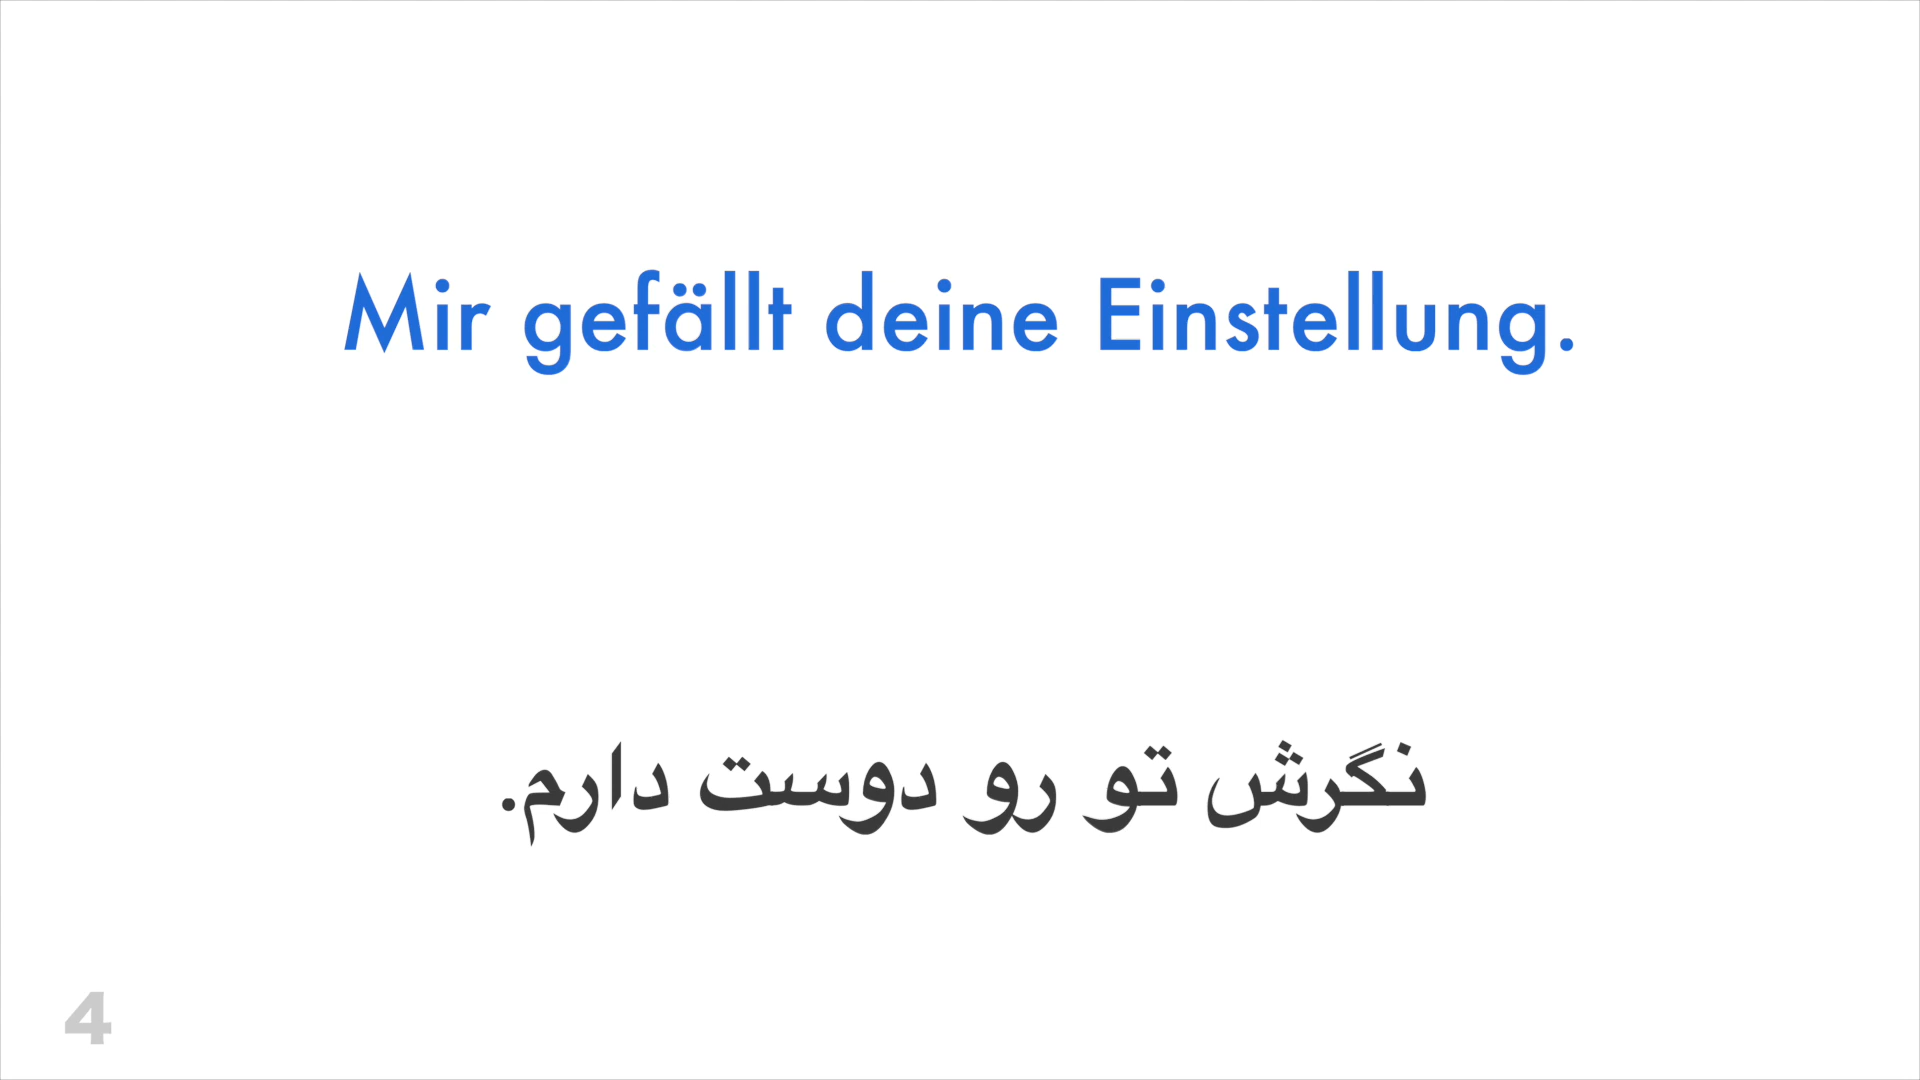 Mir gefällt deine Einstellung.
نگرش تو رو دوست دارم.
4